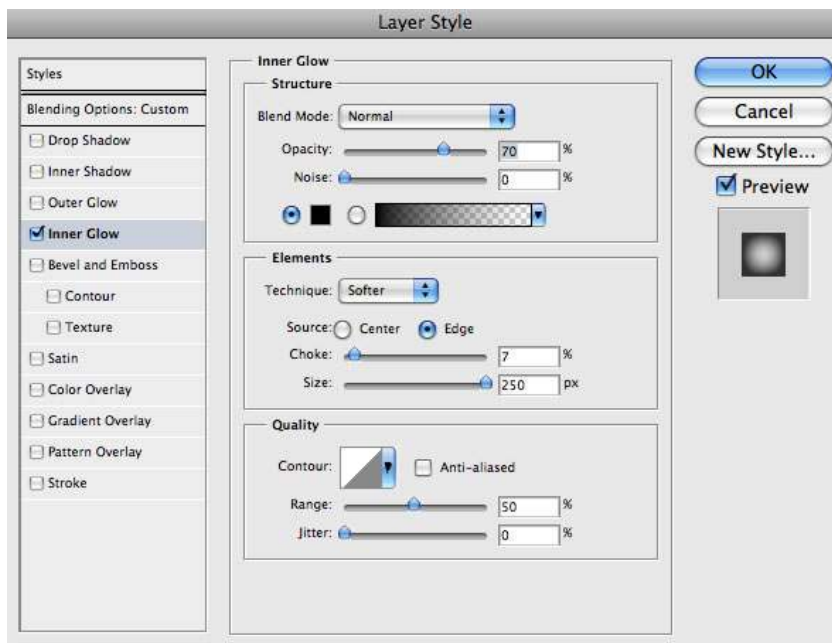 Layer Style
Styles
Blending Options: Custom
Drop Shadow
Inner Shadow
Outer Glow
Inner Glow
Bevel and Emboss
Contour
Texture
Satin
Color Overlay
Gradient Overlay
Pattern Overlay
Stroke
Inner Glow
Structure
Blend Mode: Normal
Opacity: 70 %
Noise: 0 %
Elements
Technique: Softer
Source: Center Edge
Choke: 7 %
Size: 250 px
Quality
Contour: Anti-aliased
Range: 50 %
Jitter: 0 %
OK
Cancel
New Style...
Preview